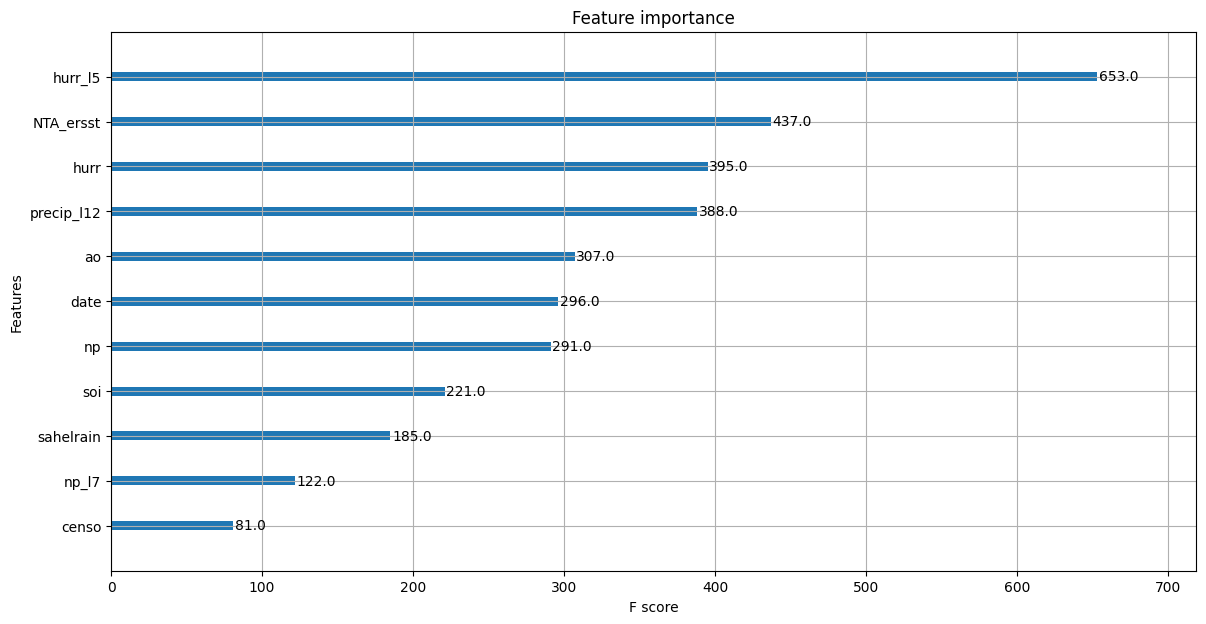 Feature importance
hurr_l5
653.0
NTA_ersst
437.0
hurr
395.0
precip_l12
388.0
ao
307.0
date
296.0
np
291.0
soi
221.0
sahelrain
185.0
np_l7
122.0
censo
81.0
Features
0 100 200 300 400 500 600 700
F score